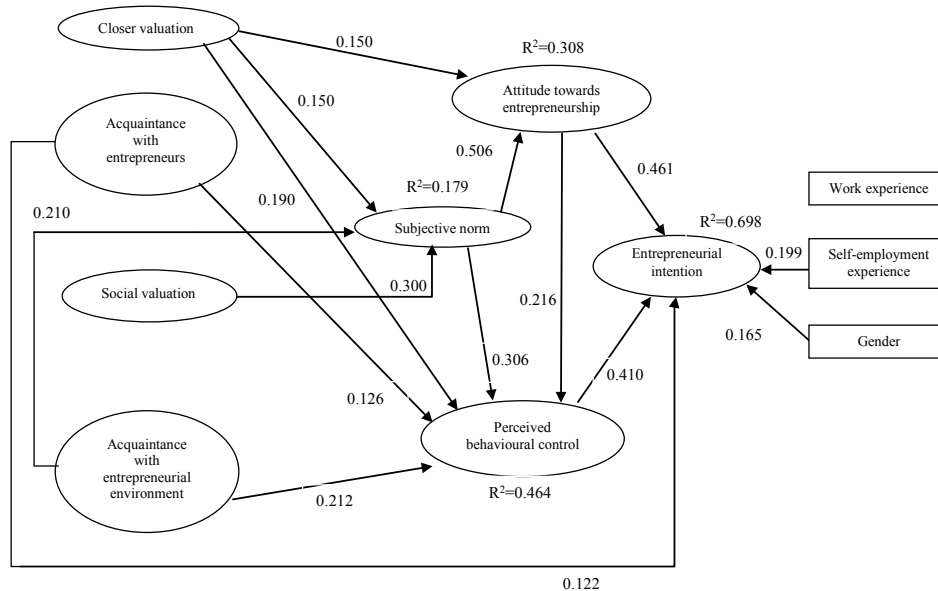 Closer valuation
0.150
R²=0.308
Attitude towards
entrepreneurship
0.150
Acquaintance
with
entrepreneurs
0.506
0.461
R²=0.179
Work experience
0.190
0.210
Subjective norm
R²=0.698
Entrepreneurial
intention
0.199
Self-employment
experience
Social valuation
0.300
0.216
0.165
Gender
0.306
0.410
0.126
Perceived
behavioural control
Acquaintance
with
entrepreneurial
environment
R²=0.464
0.212
0.122